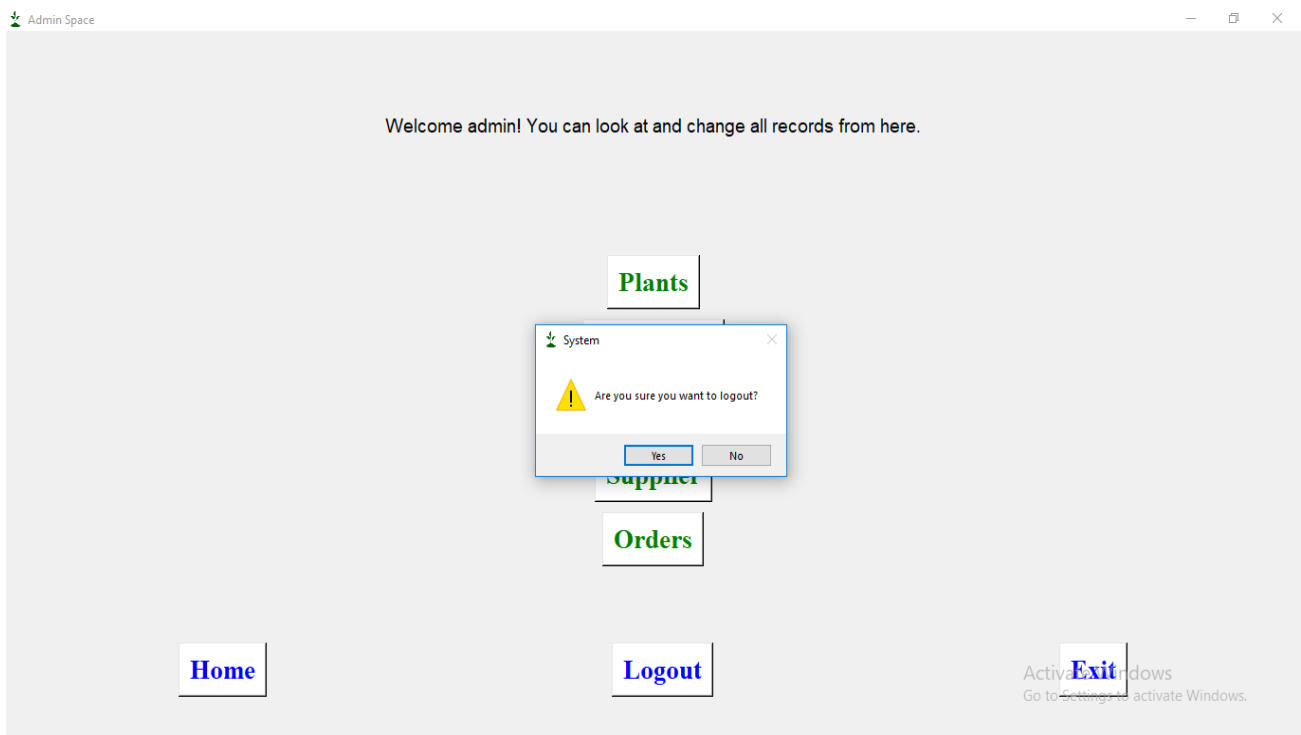 Admin Space
Welcome admin! You can look at and change all records from here.
Plants
System
Are you sure you want to logout?
Yes No
Supplier
Orders
Home Logout Exit
Activate Windows
Go to Settings to activate Windows.